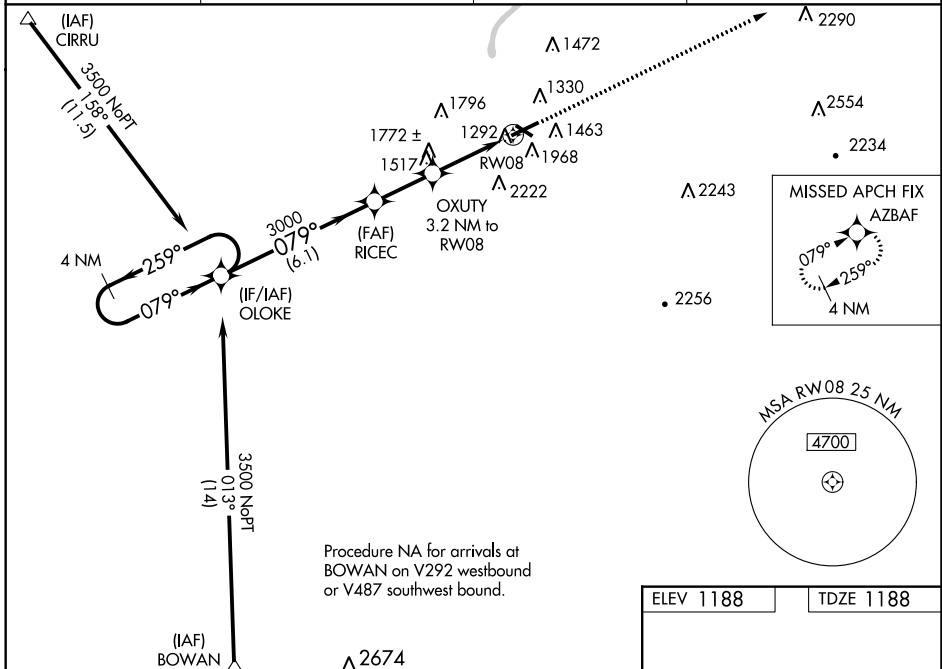 (IAF)
CIRRU
3500 NoPT
158°
(11.5)
2290
1472
1330
1796
2554
1772 ±
1292
1463
2234
1517
RW08
1968
2222
2243
OXUTY
3.2 NM to
RW08
(FAF)
RICEC
3000
079°
(6.1)
4 NM
259°
079°
(IF/IAF)
OLOKE
2256
MISSED APCH FIX
AZBAF
079°
259°
4 NM
MSA RW08 25 NM
4700
3500 NoPT
013°
(14)
Procedure NA for arrivals at
BOWAN on V292 westbound
or V487 southwest bound.
ELEV 1188
TDZE 1188
(IAF)
BOWAN
2674